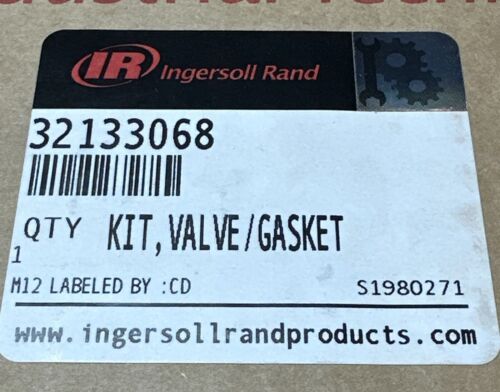 IR Ingersoll Rand
32133068
QTY KIT, VALVE/GASKET
1
M12 LABELED BY :CD S1980271
www.ingersollrandproducts.com